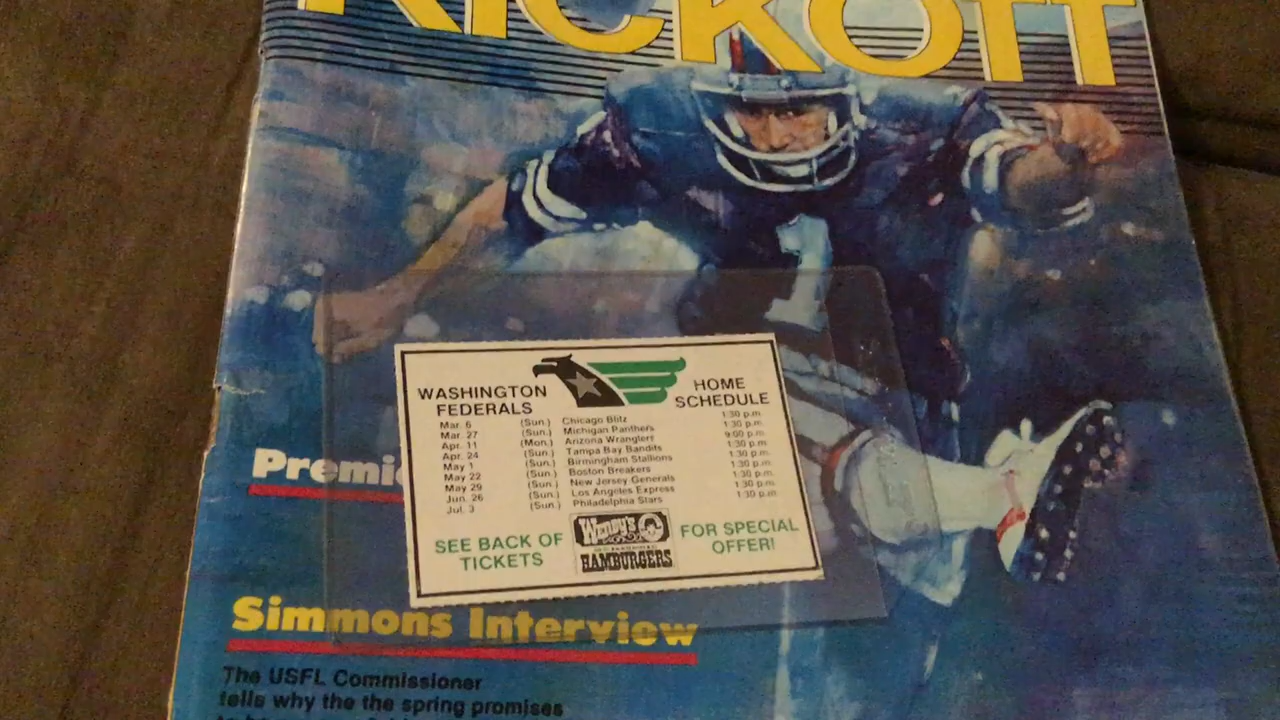 KICKOFF
1
WASHINGTON FEDERALS
HOME SCHEDULE
Mar. 6 (Sun.) Chicago Blitz 1:30 p.m.
Mar. 27 (Sun.) Michigan Panthers 1:30 p.m.
Apr. 11 (Mon.) Arizona Wranglers 9:00 p.m.
Apr. 24 (Sun.) Tampa Bay Bandits 1:30 p.m.
May 1 (Sun.) Birmingham Stallions 1:30 p.m.
May 22 (Sun.) Boston Breakers 1:30 p.m.
May 29 (Sun.) New Jersey Generals 1:30 p.m.
Jun. 26 (Sun.) Los Angeles Express 1:30 p.m.
Jul. 3 (Sun.) Philadelphia Stars 1:30 p.m.
SEE BACK OF TICKETS
WENDY'S
HAMBURGERS
FOR SPECIAL OFFER!
Premi
Simmons Interview
The USFL Commissioner
tells why the the spring promises